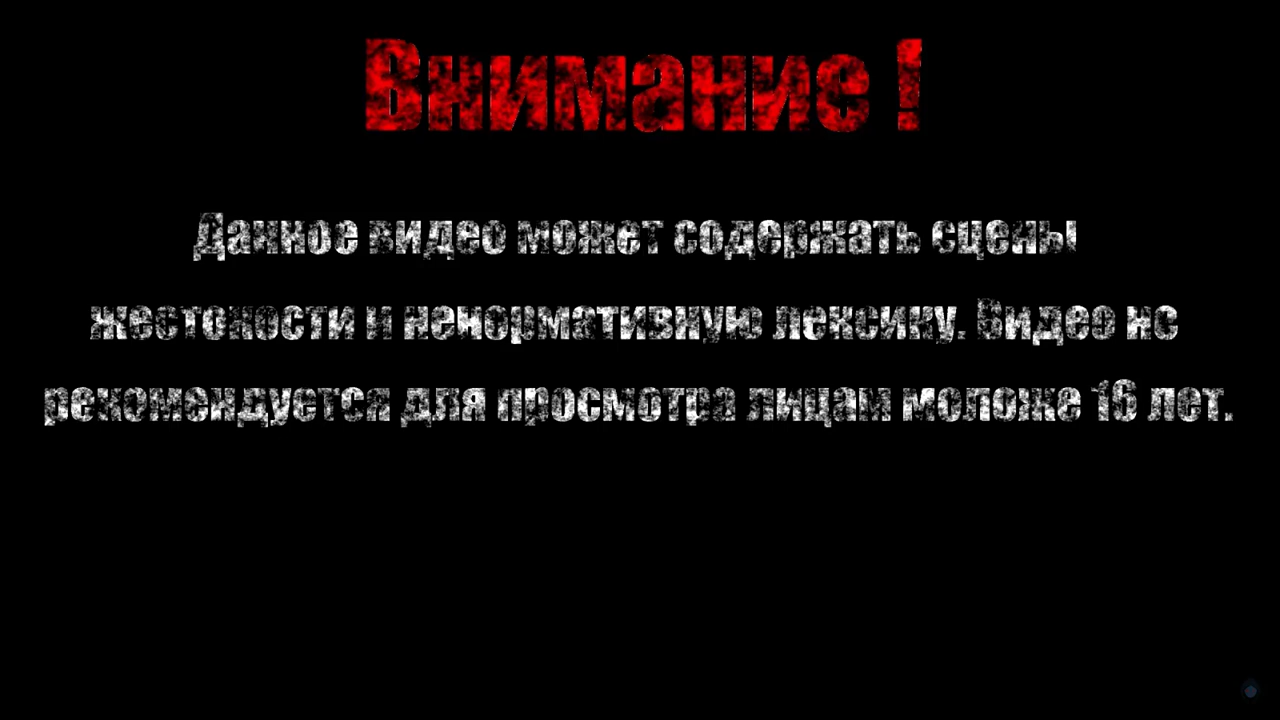 Внимание !
Данное видео может содержать сцены
жестокости и ненормативную лексику. Видео не
рекомендуется для просмотра лицам моложе 16 лет.